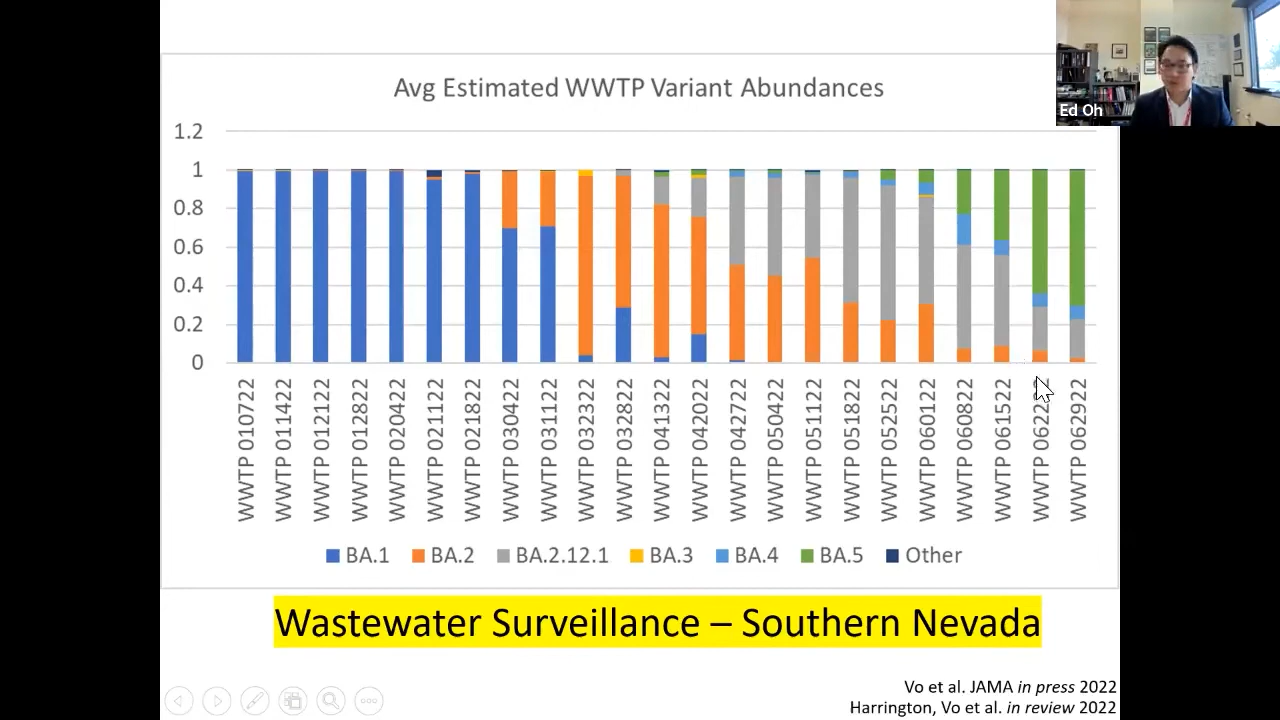 Avg Estimated WWTP Variant Abundances
Ed Oh
1.2
1
0.8
0.6
0.4
0.2
0
WWTP 010722
WWTP 011422
WWTP 012122
WWTP 012822
WWTP 020422
WWTP 021122
WWTP 021822
WWTP 030422
WWTP 031122
WWTP 032322
WWTP 032822
WWTP 041322
WWTP 042022
WWTP 042722
WWTP 050422
WWTP 051122
WWTP 051822
WWTP 052522
WWTP 060122
WWTP 060822
WWTP 061522
WWTP
WWTP 062922
BA.1 BA.2 BA.2.12.1 BA.3 BA.4 BA.5 Other
Wastewater Surveillance – Southern Nevada
Vo et al. JAMA in press 2022
Harrington, Vo et al. in review 2022